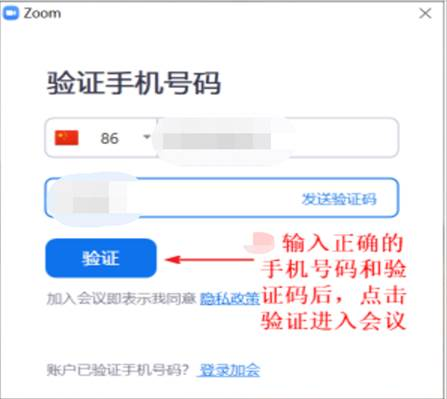 Zoom
验证手机号码
86
发送验证码
验证
输入正确的
手机号码和验
证码后，点击
验证进入会议
加入会议即表示我同意 隐私政策
账户已验证手机号码? 登录加会